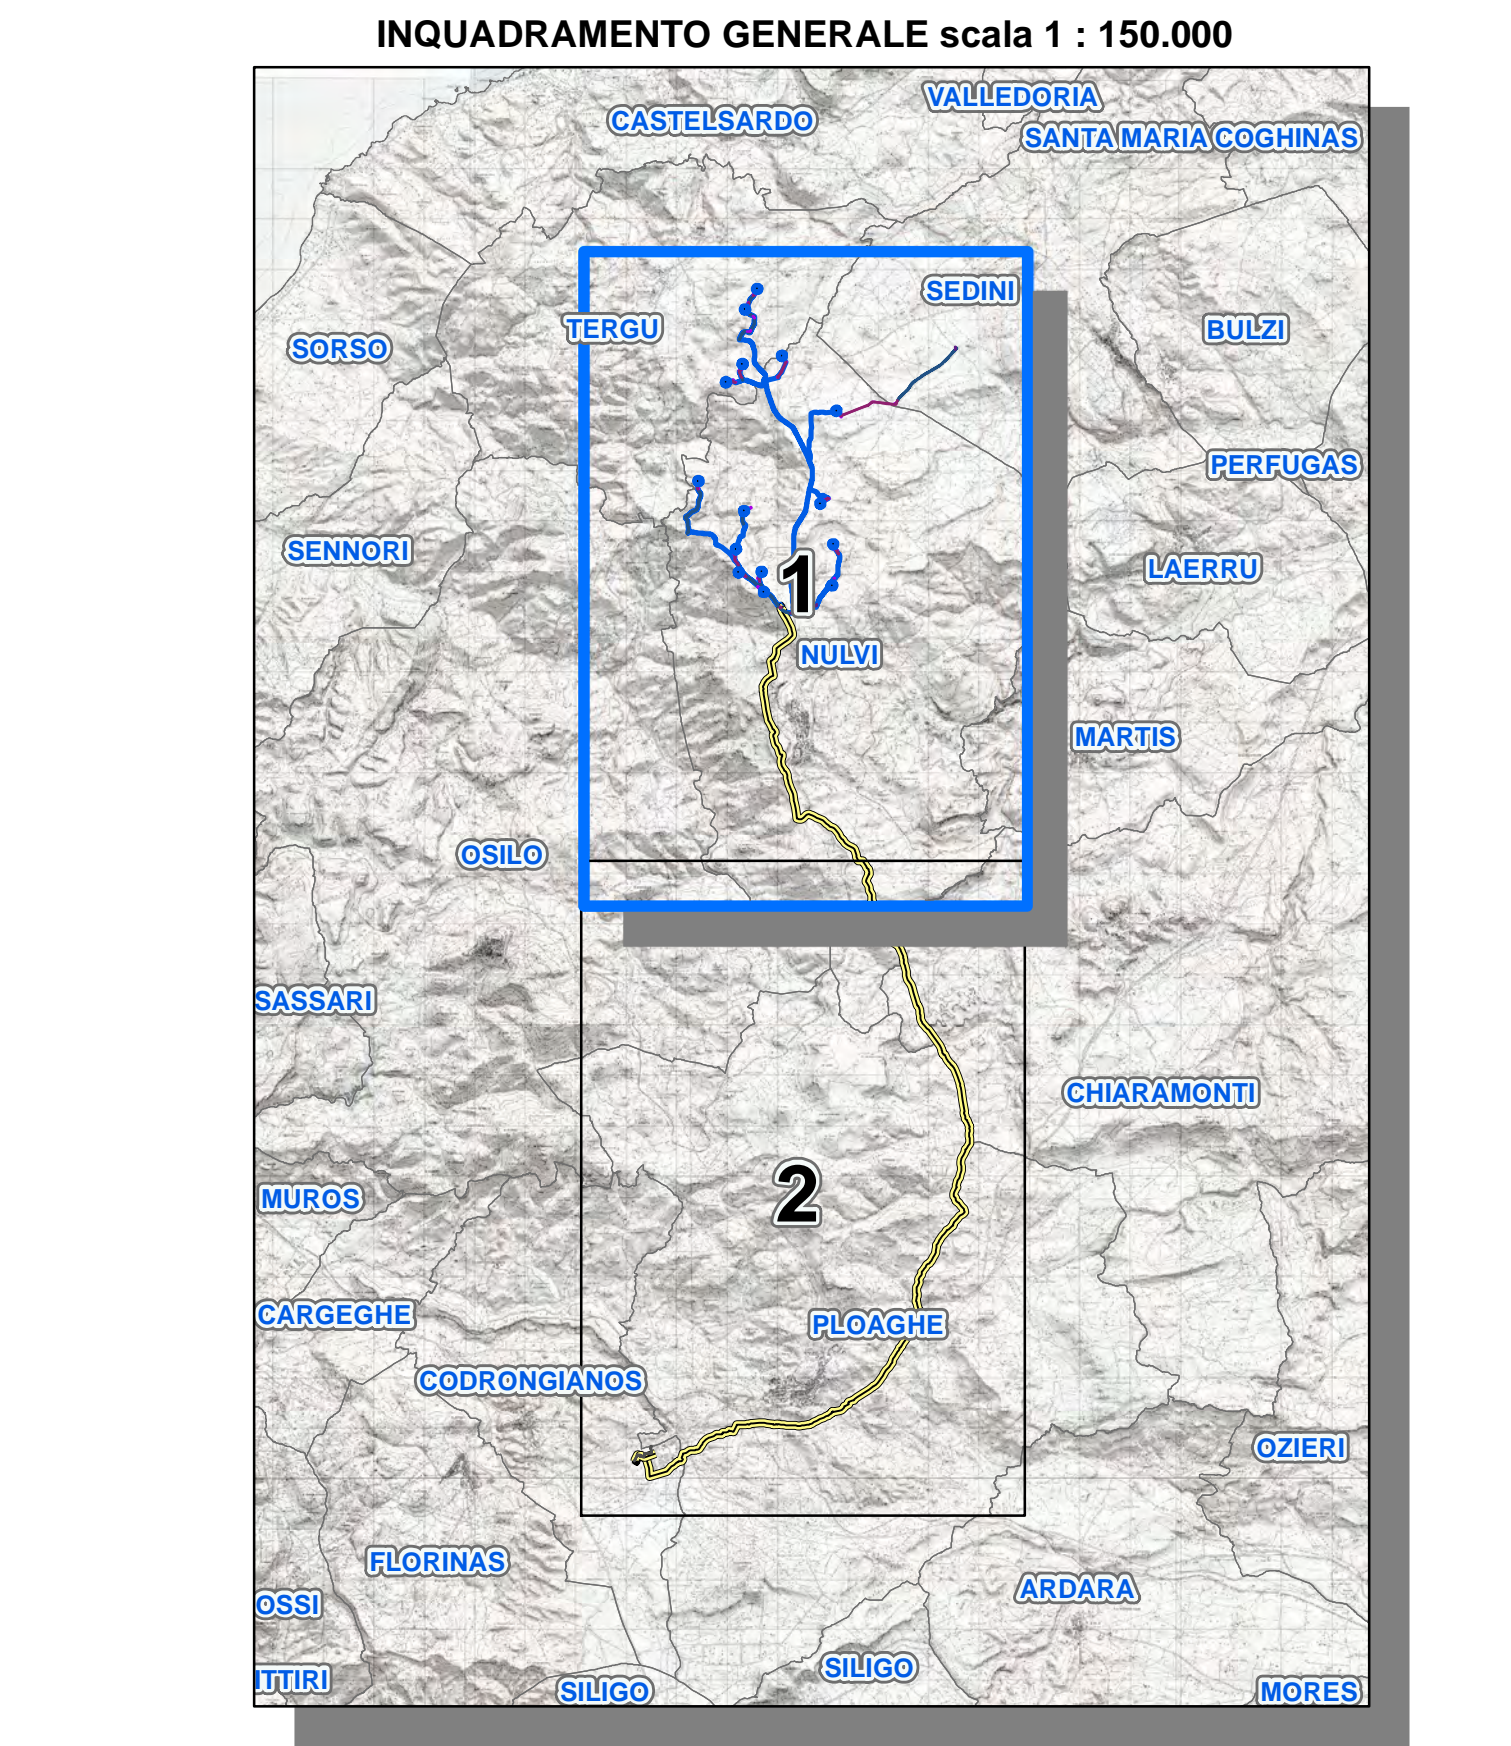 INQUADRAMENTO GENERALE scala 1 : 150.000
VALLEDORIA
CASTELSARDO
SANTA MARIA COGHINAS
SEDINI
TERGU
BULZI
SORSO
PERFUGAS
SENNORI
LAERRU
1
NULVI
MARTIS
OSILO
SASSARI
CHIARAMONTI
2
MUROS
CARGEGHE
PLOAGHE
CODRONGIANOS
OZIERI
FLORINAS
ARDARA
OSSI
SILIGO
ITTIRI
SILIGO
MORES